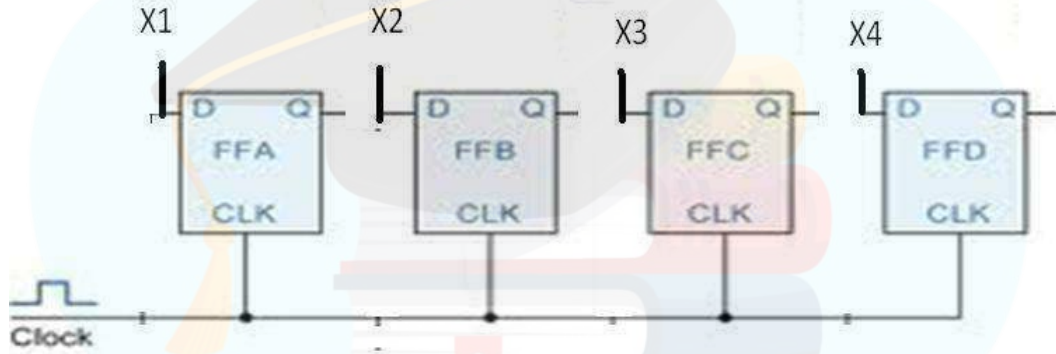 X1 X2 X3 X4
D Q D Q D Q D Q
FFA FFB FFC FFD
CLK CLK CLK CLK
Clock